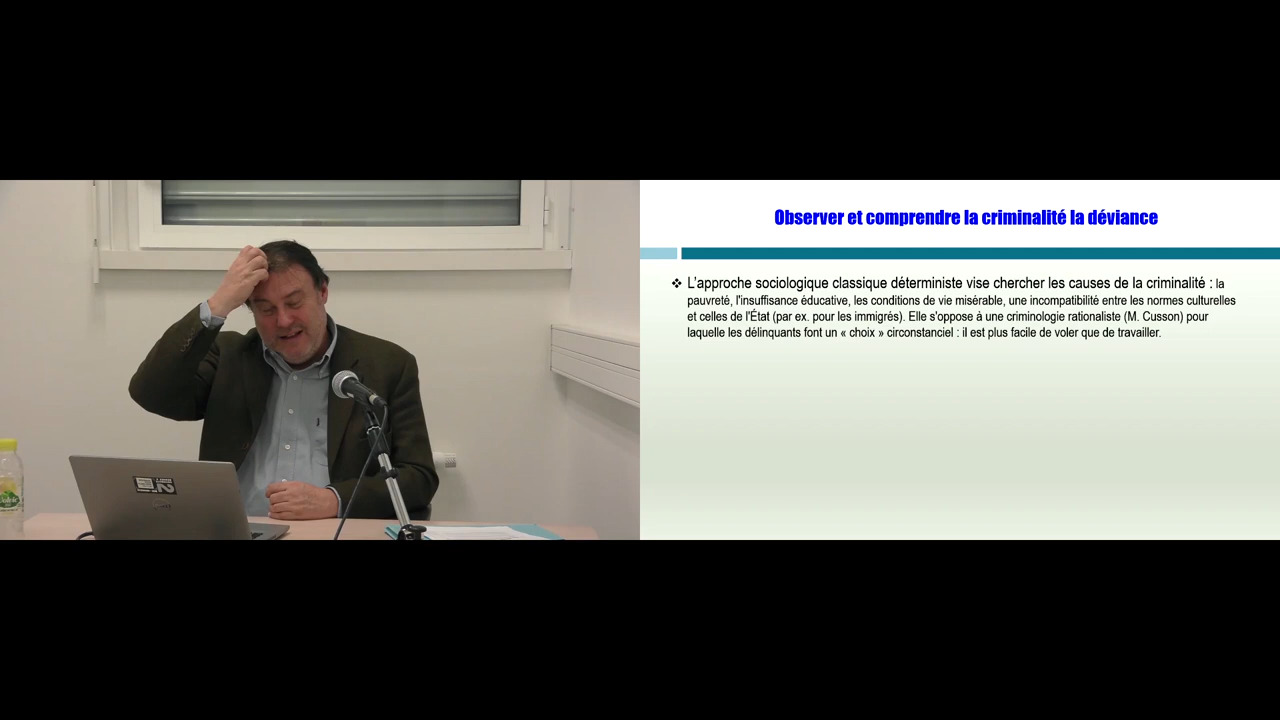 Observer et comprendre la criminalité la déviance
❖ L'approche sociologique classique déterministe vise chercher les causes de la criminalité : la
pauvreté, l'insuffisance éducative, les conditions de vie misérable, une incompatibilité entre les normes culturelles
et celles de l'État (par ex. pour les immigrés). Elle s'oppose à une criminologie rationaliste (M. Cusson) pour
laquelle les délinquants font un « choix » circonstanciel : il est plus facile de voler que de travailler.